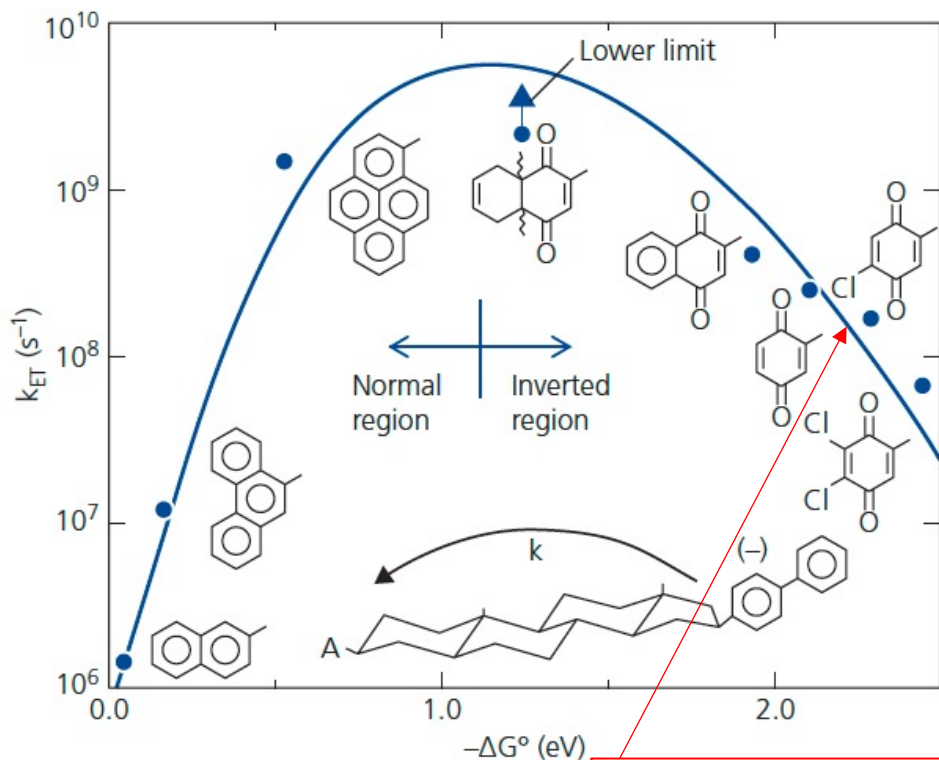 10¹⁰
10⁹
10⁸
10⁷
10⁶
k_ET (s⁻¹)
Lower limit
O
O
O
O
O
Cl
O
O
O
Cl
O
Cl
O
Normal
region
Inverted
region
k
(–)
A
0.0
1.0
2.0
–ΔG° (eV)